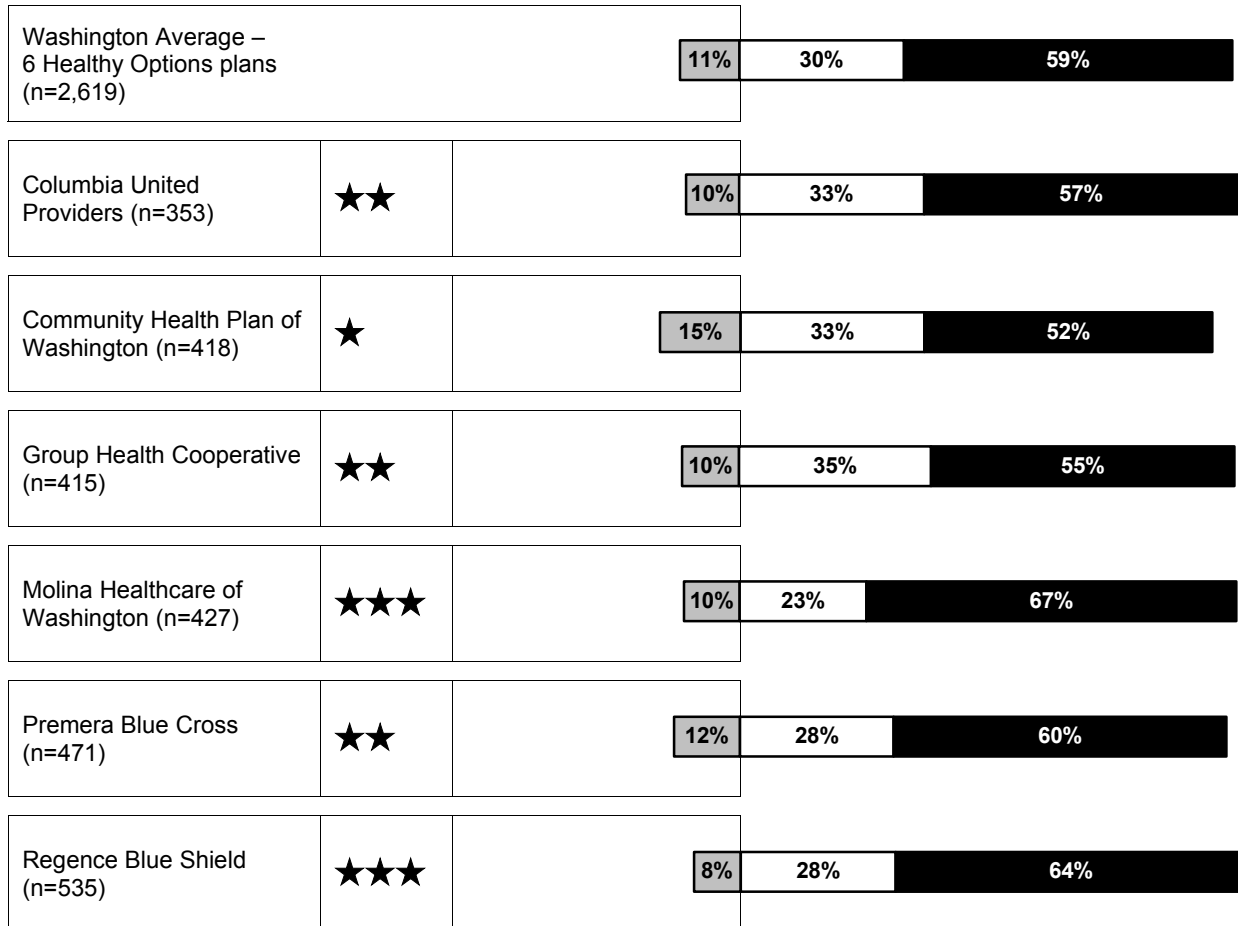 Washington Average –
6 Healthy Options plans
(n=2,619)
11% 30% 59%
Columbia United
Providers (n=353)
★★
10% 33% 57%
Community Health Plan of
Washington (n=418)
★
15% 33% 52%
Group Health Cooperative
(n=415)
★★
10% 35% 55%
Molina Healthcare of
Washington (n=427)
★★★
10% 23% 67%
Premera Blue Cross
(n=471)
★★
12% 28% 60%
Regence Blue Shield
(n=535)
★★★
8% 28% 64%